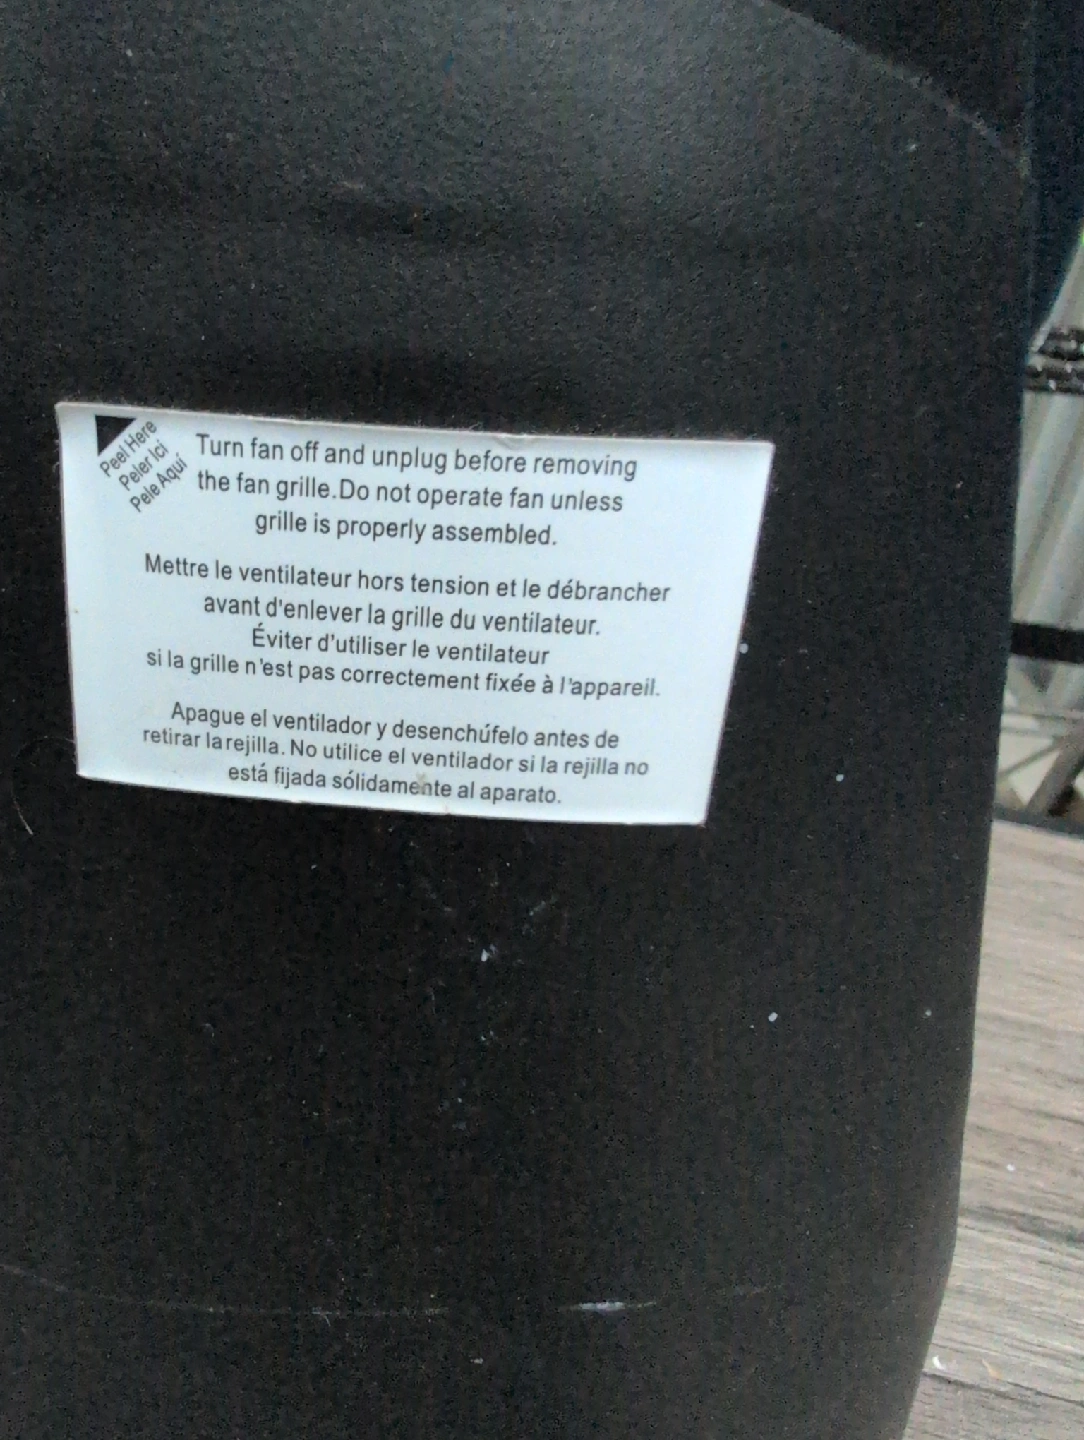 Peel Here
Peler Ici
Pele Aquí
Turn fan off and unplug before removing
the fan grille.Do not operate fan unless
grille is properly assembled.
Mettre le ventilateur hors tension et le débrancher
avant d'enlever la grille du ventilateur.
Éviter d'utiliser le ventilateur
si la grille n'est pas correctement fixée à l'appareil.
Apague el ventilador y desenchúfelo antes de
retirar la rejilla. No utilice el ventilador si la rejilla no
está fijada sólidamente al aparato.